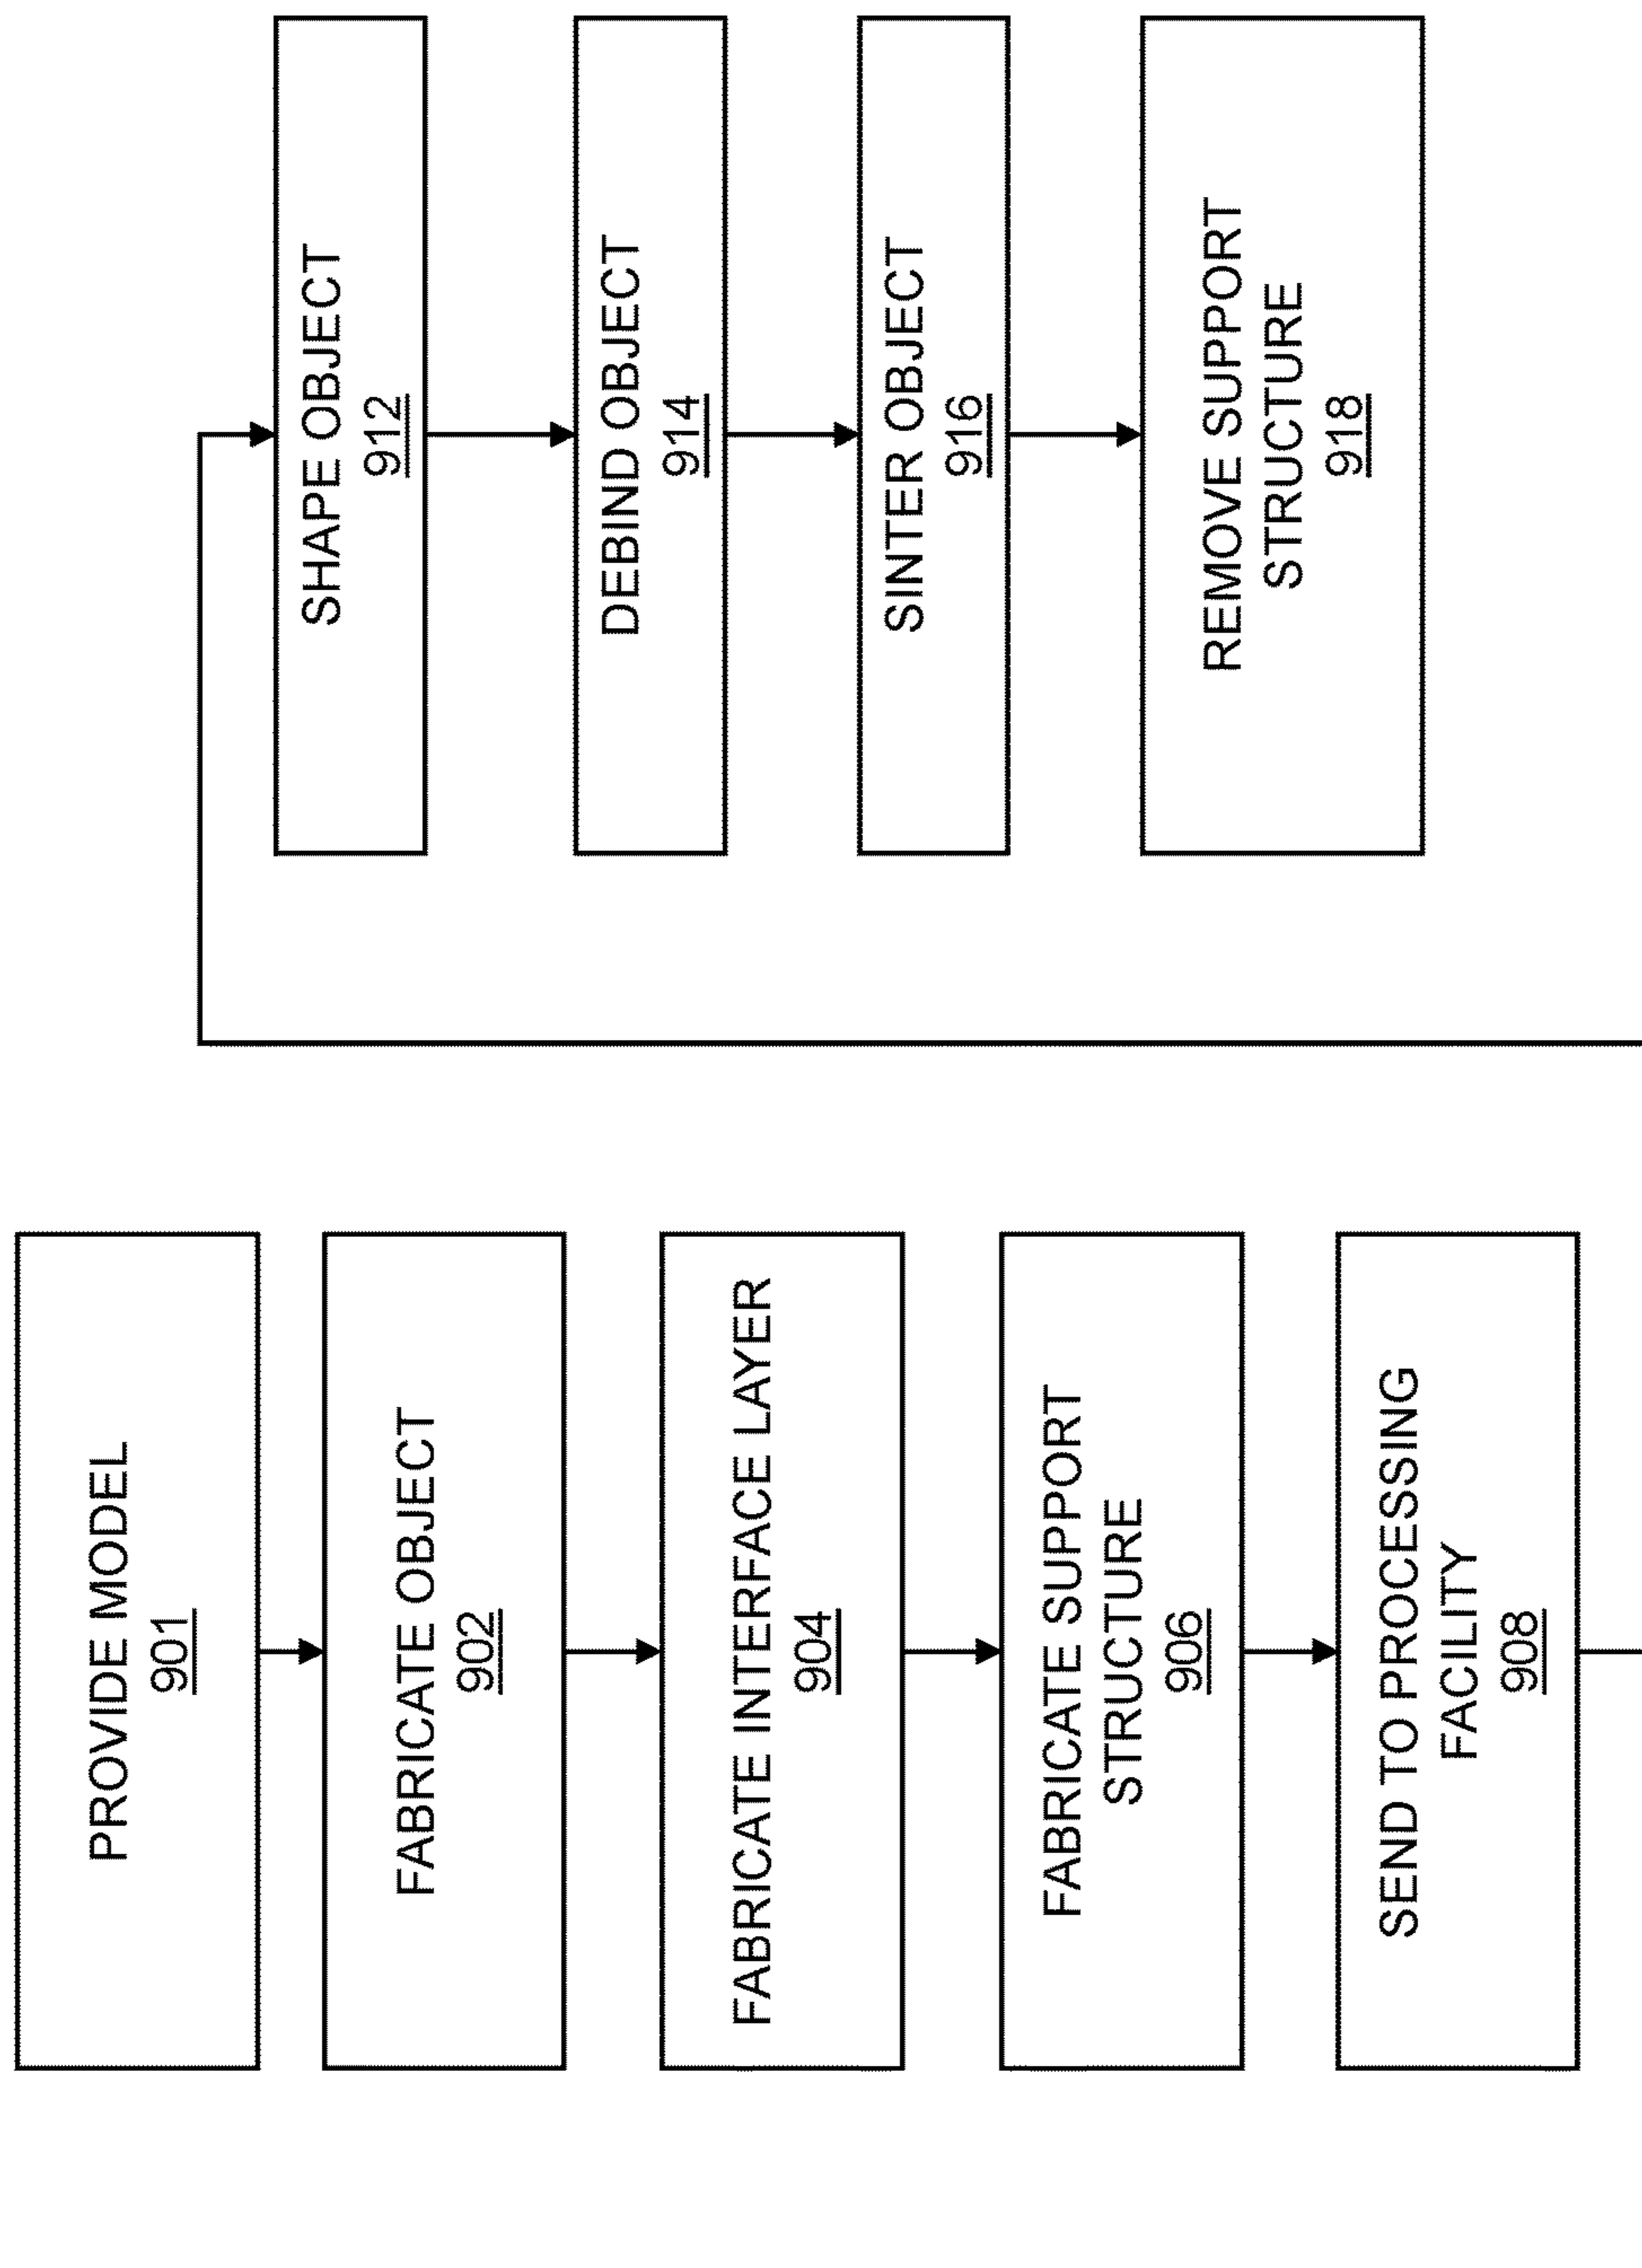 PROVIDE MODEL
901
FABRICATE OBJECT
902
FABRICATE INTERFACE LAYER
904
FABRICATE SUPPORT
STRUCTURE
906
SEND TO PROCESSING
FACILITY
908
SHAPE OBJECT
912
DEBIND OBJECT
914
SINTER OBJECT
916
REMOVE SUPPORT
STRUCTURE
918